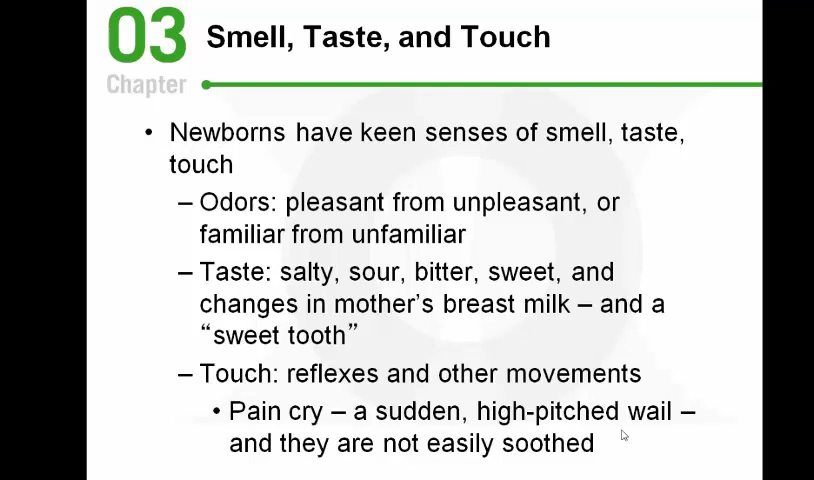 03
Chapter
Smell, Taste, and Touch
• Newborns have keen senses of smell, taste,
touch
– Odors: pleasant from unpleasant, or
familiar from unfamiliar
– Taste: salty, sour, bitter, sweet, and
changes in mother’s breast milk – and a
“sweet tooth”
– Touch: reflexes and other movements
• Pain cry – a sudden, high-pitched wail –
and they are not easily soothed